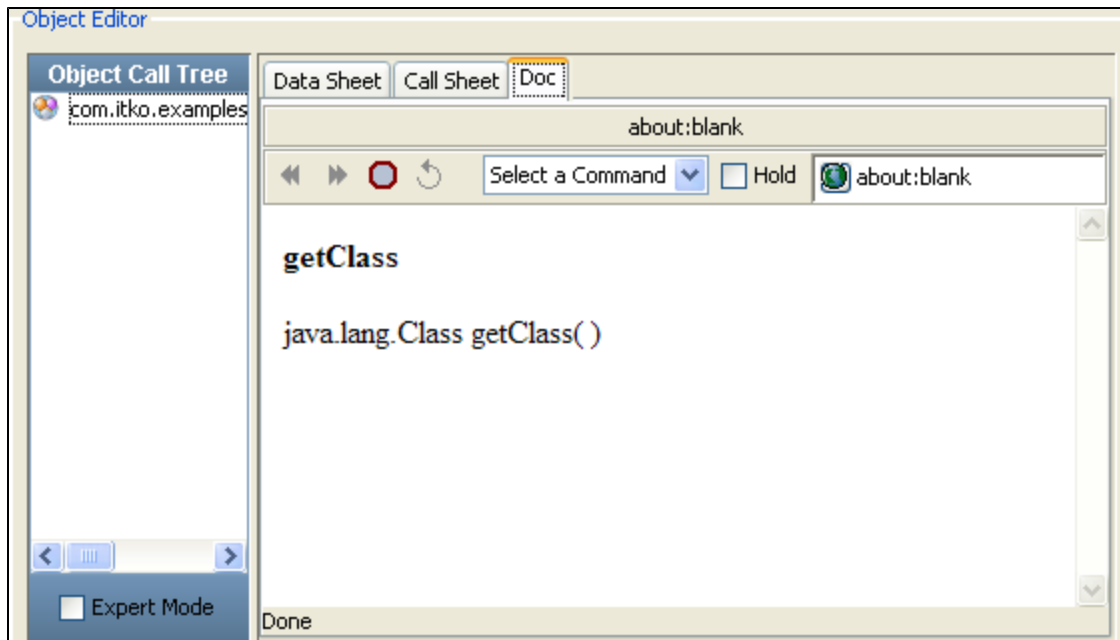 Object Editor
Object Call Tree
com.itko.examples
Expert Mode
Data Sheet Call Sheet Doc
about:blank
Select a Command Hold about:blank
getClass
java.lang.Class getClass( )
Done